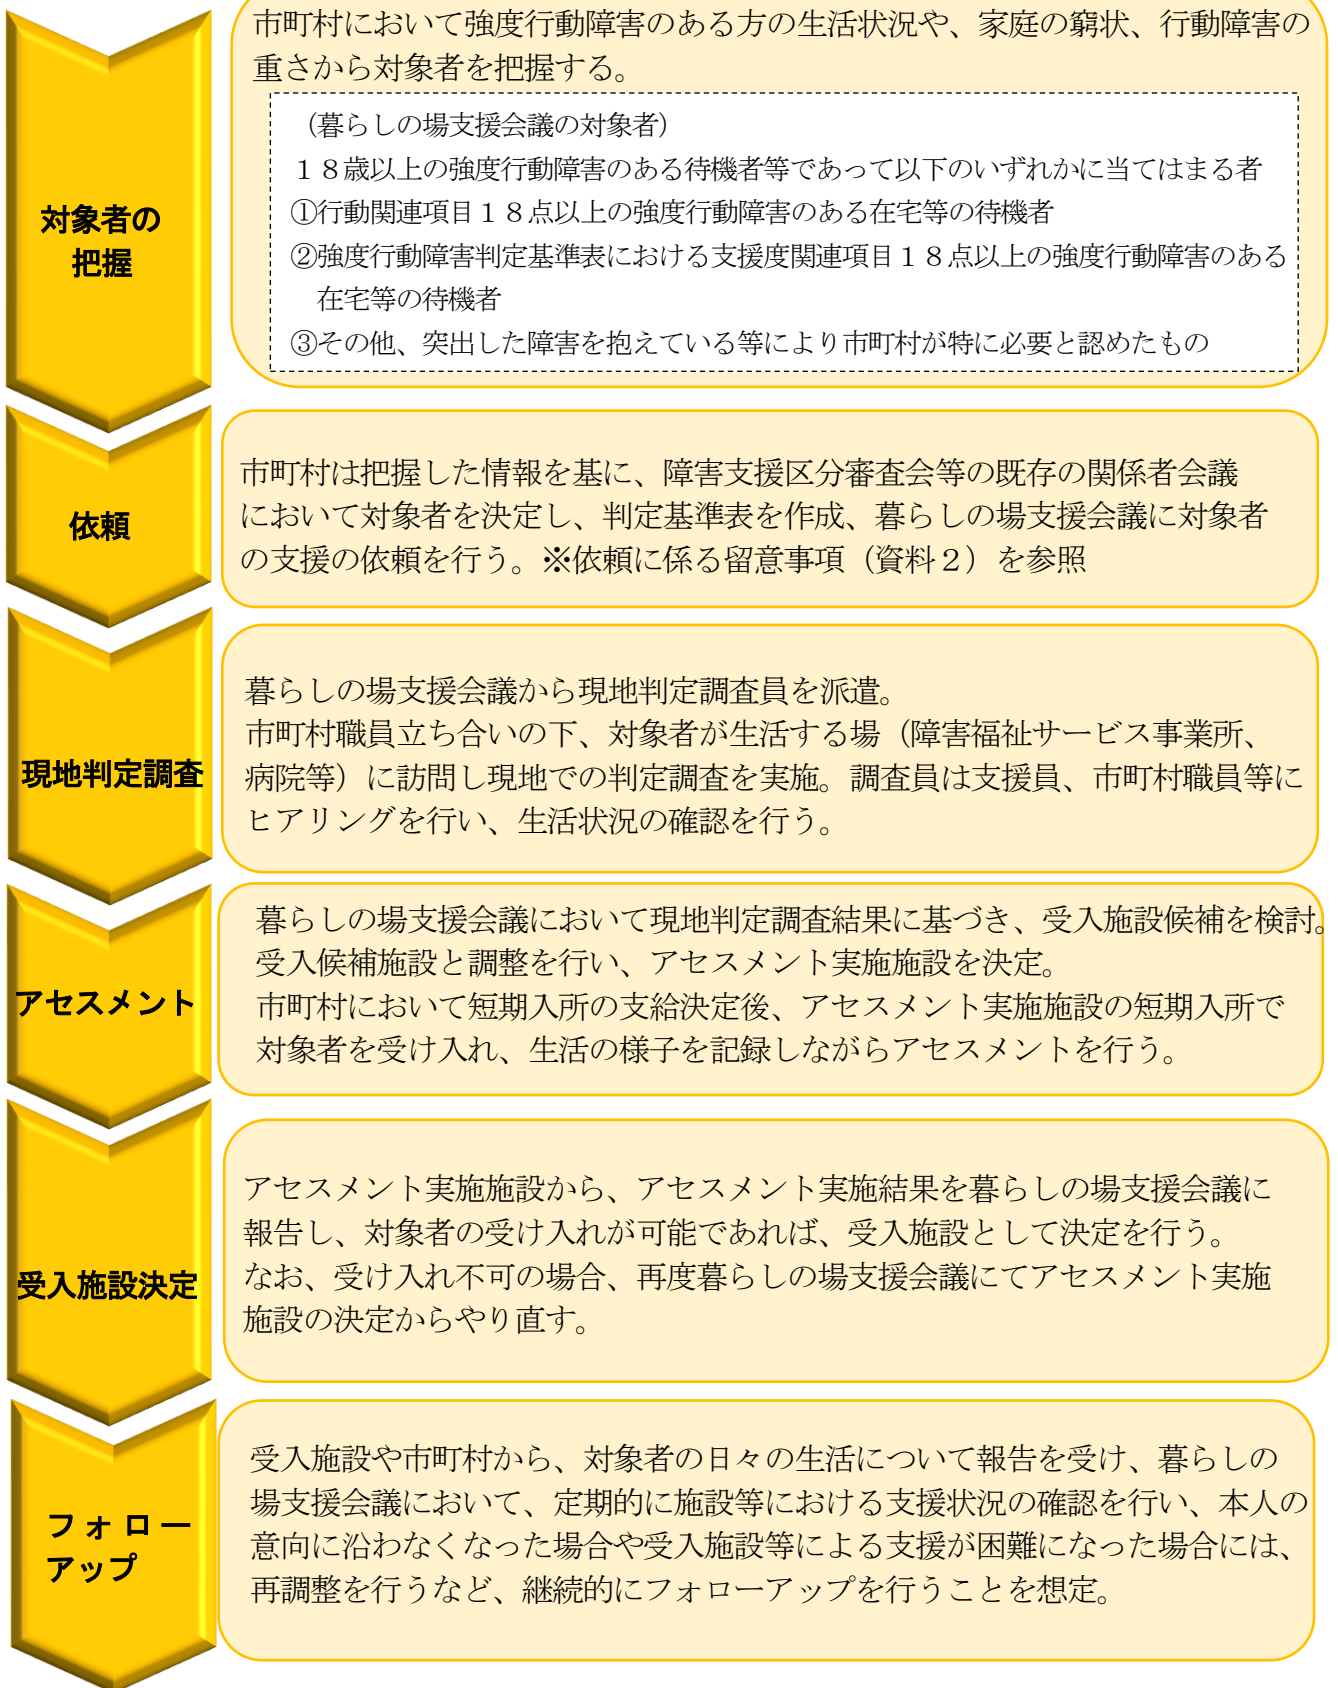 市町村において強度行動障害のある方の生活状況や、家庭の窮状、行動障害の
重さから対象者を把握する。
（暮らしの場支援会議の対象者）
１８歳以上の強度行動障害のある待機者等であって以下のいずれかに当てはまる者
①行動関連項目１８点以上の強度行動障害のある在宅等の待機者
②強度行動障害判定基準表における支援度関連項目１８点以上の強度行動障害のある
在宅等の待機者
③その他、突出した障害を抱えている等により市町村が特に必要と認めたもの
対象者の
把握
市町村は把握した情報を基に、障害支援区分審査会等の既存の関係者会議
において対象者を決定し、判定基準表を作成、暮らしの場支援会議に対象者
の支援の依頼を行う。※依頼に係る留意事項（資料２）を参照
依頼
暮らしの場支援会議から現地判定調査員を派遣。
市町村職員立ち合いの下、対象者が生活する場（障害福祉サービス事業所、
病院等）に訪問し現地での判定調査を実施。調査員は支援員、市町村職員等に
ヒアリングを行い、生活状況の確認を行う。
現地判定調査
暮らしの場支援会議において現地判定調査結果に基づき、受入施設候補を検討。
受入候補施設と調整を行い、アセスメント実施施設を決定。
市町村において短期入所の支給決定後、アセスメント実施施設の短期入所で
対象者を受け入れ、生活の様子を記録しながらアセスメントを行う。
アセスメント
アセスメント実施施設から、アセスメント実施結果を暮らしの場支援会議に
報告し、対象者の受け入れが可能であれば、受入施設として決定を行う。
なお、受け入れ不可の場合、再度暮らしの場支援会議にてアセスメント実施
施設の決定からやり直す。
受入施設決定
受入施設や市町村から、対象者の日々の生活について報告を受け、暮らしの
場支援会議において、定期的に施設等における支援状況の確認を行い、本人の
意向に沿わなくなった場合や受入施設等による支援が困難になった場合には、
再調整を行うなど、継続的にフォローアップを行うことを想定。
フォロー
アップ